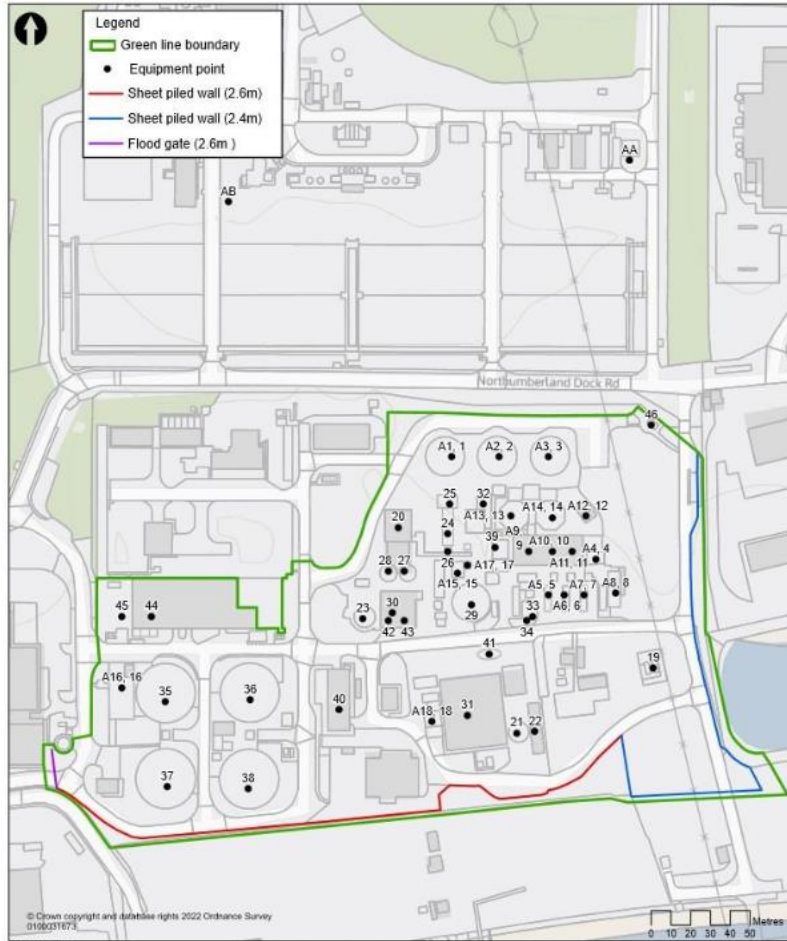 Legend
Green line boundary
Equipment point
Sheet piled wall (2.6m)
Sheet piled wall (2.4m)
Flood gate (2.6m )
AA
AB
Northumberland Dock Rd
46
A1, 1 A2, 2 A3, 3
25 32
A14, 14 A12, 12
A13, 13
20
24 A9,
39 9 A10, 10 A4, 4
26 A17, 17 A11, 11
28 27 A15, 15
A5, 5 A7, 7 A8, 8
A6, 6
23 30 29 33
42 43 34
45 44
41
19
A16, 16
35 36 40 A18, 18 31
21 22
37 38
© Crown copyright and database rights 2022 Ordnance Survey
0100031673
Metres
0 10 20 30 40 50